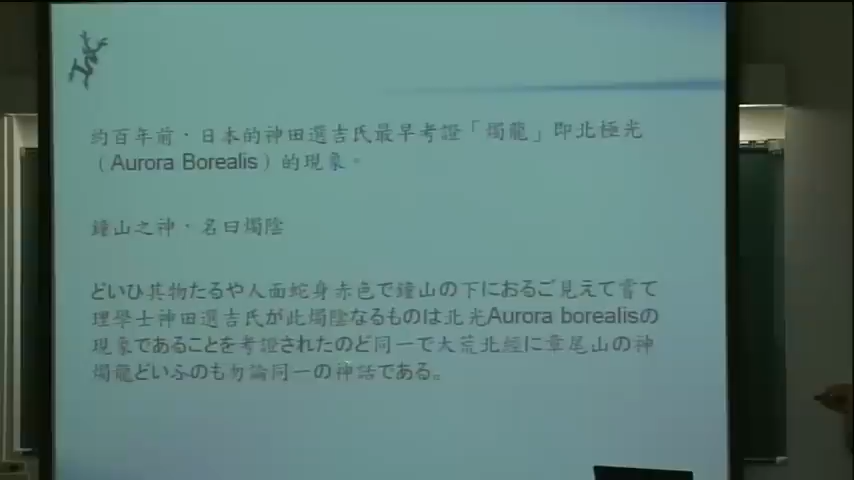 約百年前，日本的神田選吉氏最早考證「燭龍」即北極光
（Aurora Borealis）的現象。
鐘山之神，名曰燭陰
どいひ其物たるや人面蛇身赤色で鐘山の下におるご見えて嘗て
理學士神田選吉氏が此燭陰なるものは北光Aurora borealisの
現象であることを考證されたのど同一で大荒北經に章尾山の神
燭龍どいふのも勿論同一の神話である。